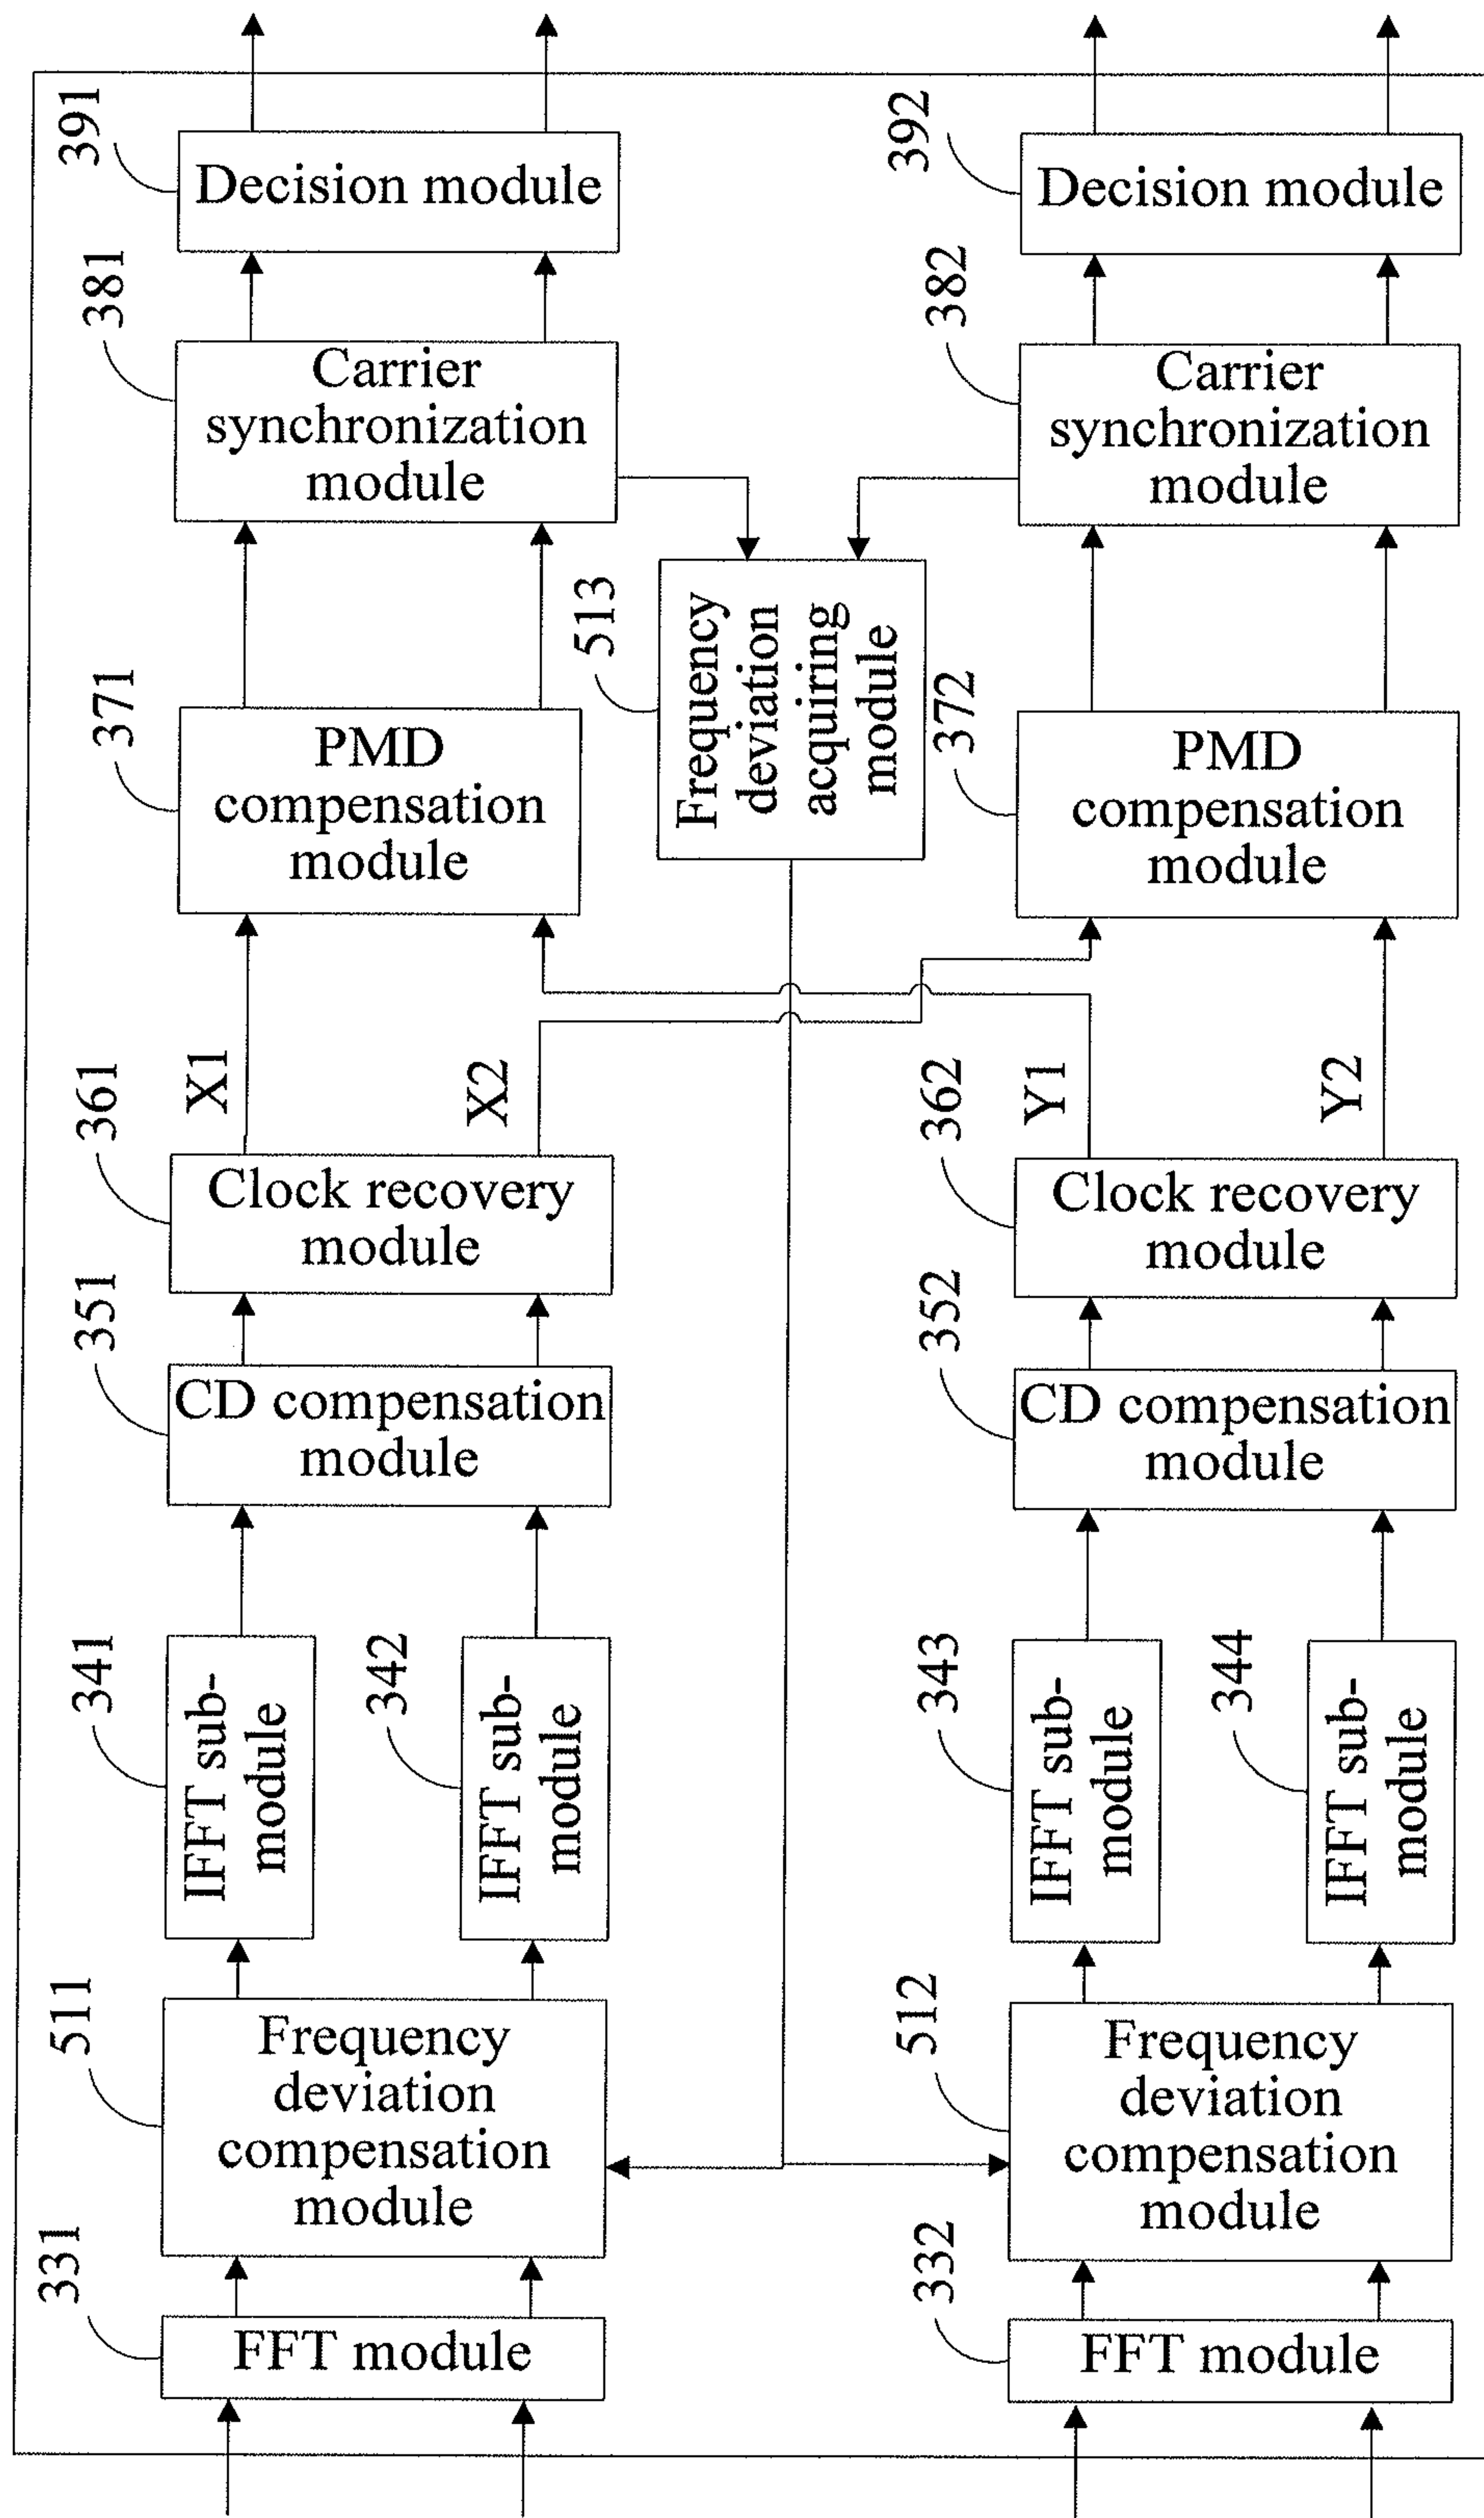 391
Decision module
392
Decision module
381
Carrier
synchronization
module
382
Carrier
synchronization
module
513
Frequency
deviation
acquiring
module
371
PMD
compensation
module
372
PMD
compensation
module
X1
X2
Y1
Y2
361
Clock recovery
module
362
Clock recovery
module
351
CD compensation
module
352
CD compensation
module
341
IFFT sub-
module
342
IFFT sub-
module
343
IFFT sub-
module
344
IFFT sub-
module
511
Frequency
deviation
compensation
module
512
Frequency
deviation
compensation
module
331
FFT module
332
FFT module